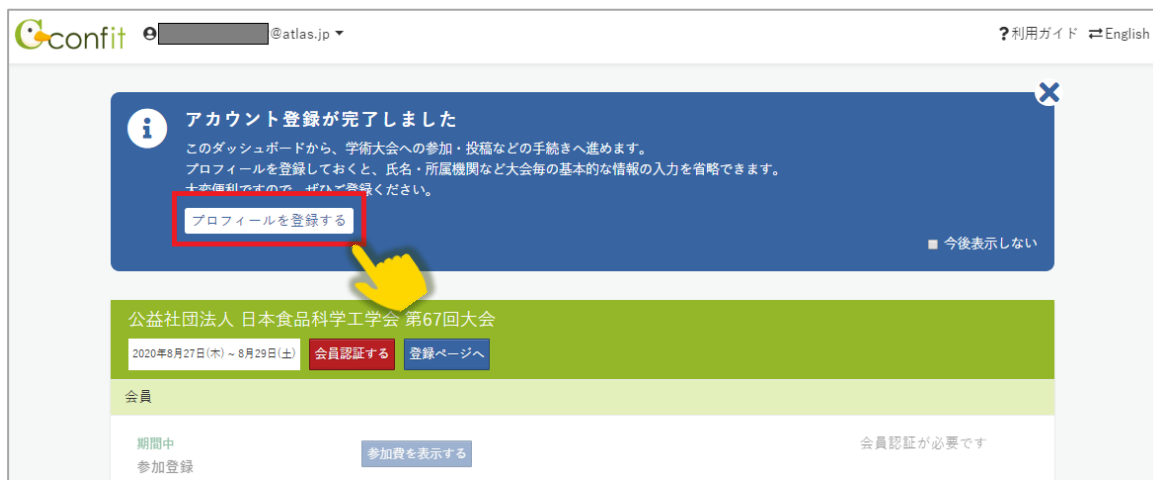 confit
@atlas.jp
?利用ガイド ⇄English
アカウント登録が完了しました
このダッシュボードから、学術大会への参加・投稿などの手続きへ進めます。
プロフィールを登録しておくと、氏名・所属機関など大会毎の基本的な情報の入力を省略できます。
大変便利ですので、ぜひご登録ください。
プロフィールを登録する
今後表示しない
公益社団法人 日本食品科学工学会 第67回大会
2020年8月27日(木) ~ 8月29日(土) 会員認証する 登録ページへ
会員
期間中
参加登録
参加費を表示する
会員認証が必要です